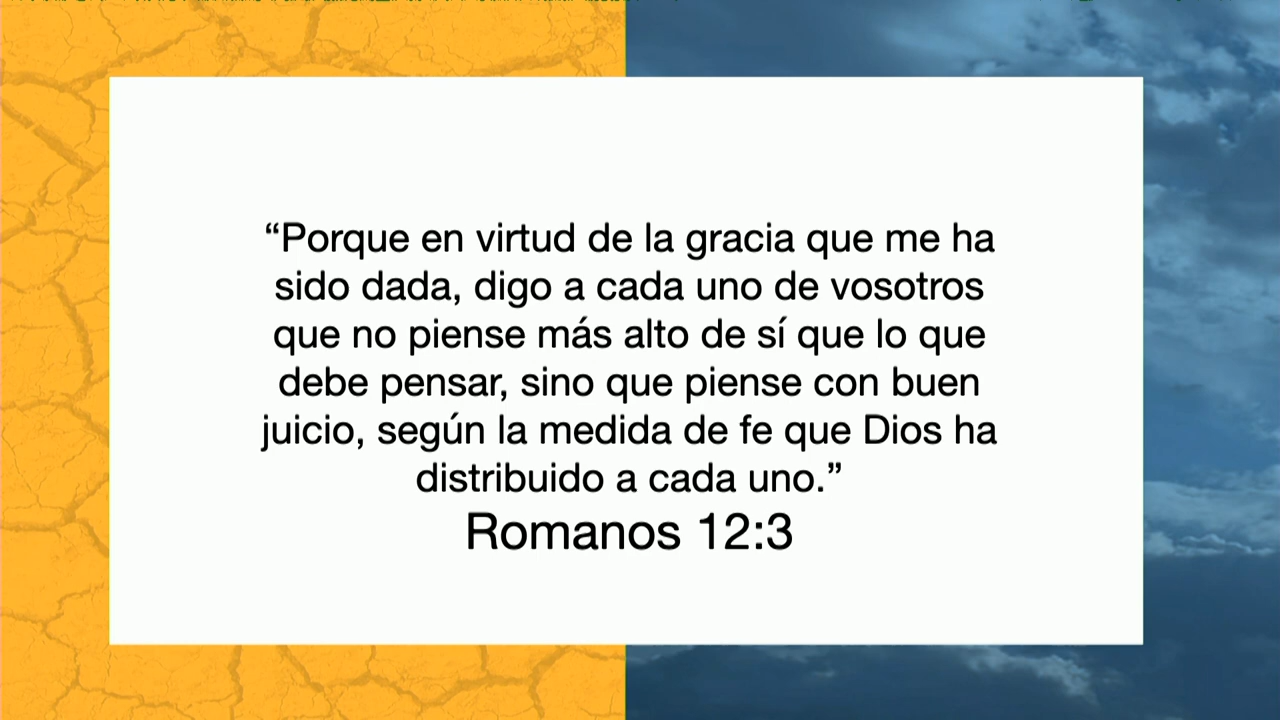 “Porque en virtud de la gracia que me ha
sido dada, digo a cada uno de vosotros
que no piense más alto de sí que lo que
debe pensar, sino que piense con buen
juicio, según la medida de fe que Dios ha
distribuido a cada uno.”
Romanos 12:3